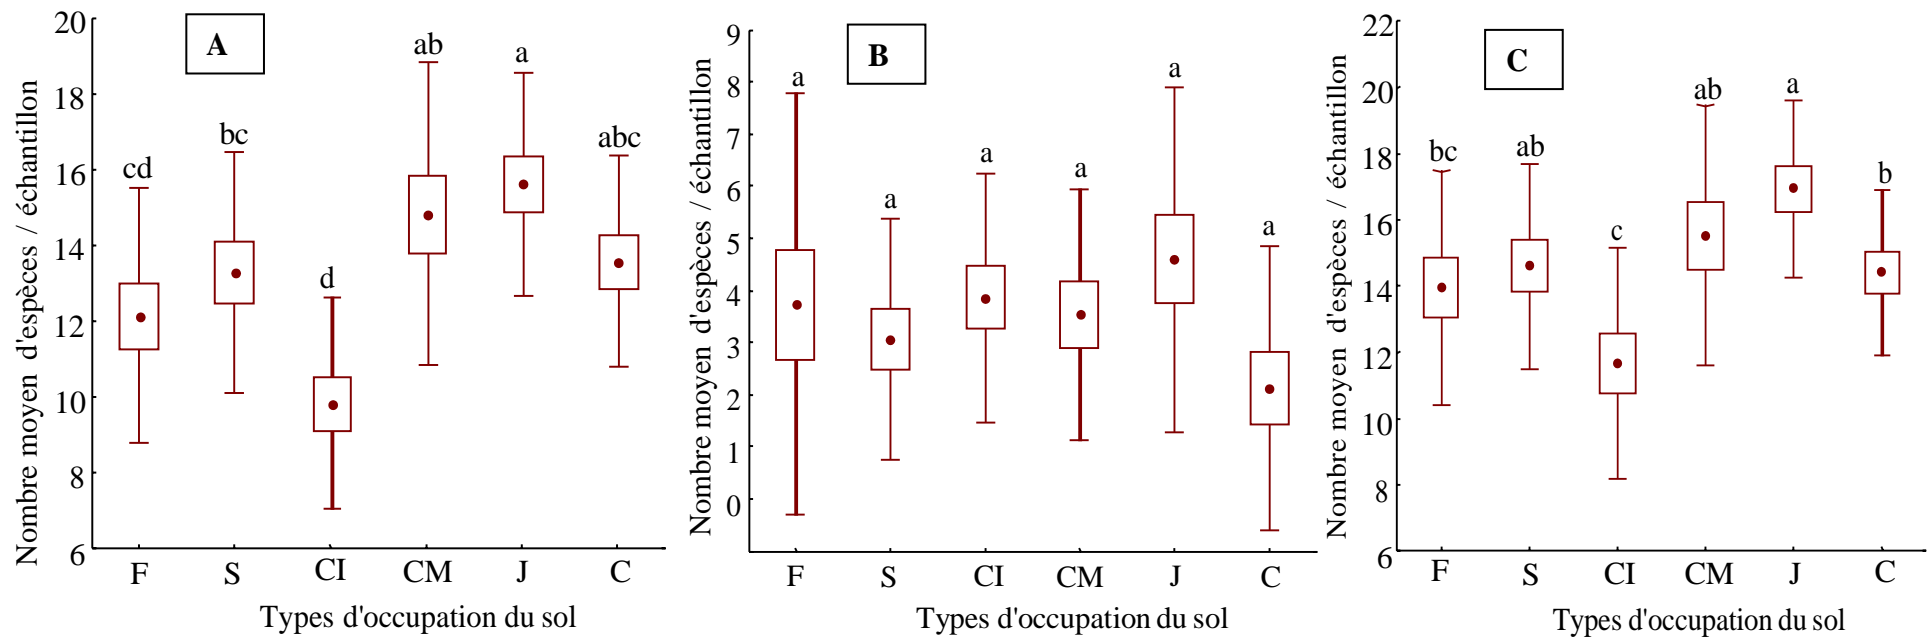 A
Nombre moyen d'espèces / échantillon
20
18
16
14
12
10
8
6
cd
bc
d
ab
a
abc
F S CI CM J C
Types d'occupation du sol
B
Nombre moyen d'espèces / échantillon
9
8
7
6
5
4
3
2
1
0
a
a
a
a
a
a
F S CI CM J C
Types d'occupation du sol
C
Nombre moyen d'espèces / échantillon
22
20
18
16
14
12
10
8
6
bc
ab
c
ab
a
b
F S CI CM J C
Types d'occupation du sol